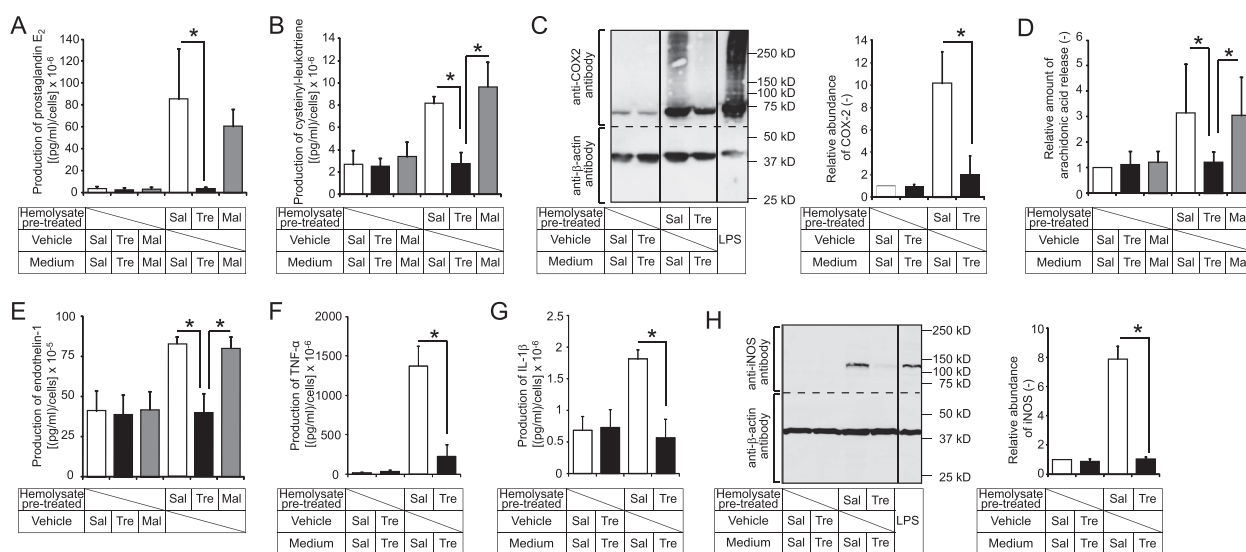 A
Production of prostaglandin E2
[(pg/ml)/cells] x 10-6
140
120
100
80
60
40
20
0
*
Hemolysate
pre-treated
Sal Tre Mal
Vehicle Sal Tre Mal
Medium Sal Tre Mal Sal Tre Mal
B
Production of cysteinyl-leukotriene
[(pg/ml)/cells] x 10-6
14
12
10
8
6
4
2
0
* *
Hemolysate
pre-treated
Sal Tre Mal
Vehicle Sal Tre Mal
Medium Sal Tre Mal Sal Tre Mal
C
anti-COX2
antibody
anti-β-actin
antibody
250 kD
150 kD
100 kD
75 kD
50 kD
37 kD
25 kD
Hemolysate
pre-treated
Sal Tre
Vehicle Sal Tre
LPS
Medium Sal Tre Sal Tre
Relative abundance
of COX-2 (-)
14
12
10
8
6
4
2
0
*
Hemolysate
pre-treated
Sal Tre
Vehicle Sal Tre
Medium Sal Tre Sal Tre
D
Relative amount of
arachidonic acid release (-)
6
5
4
3
2
1
0
* *
Hemolysate
pre-treated
Sal Tre Mal
Vehicle Sal Tre Mal
Medium Sal Tre Mal Sal Tre Mal
E
Production of endothelin-1
[(pg/ml)/cells] x 10-5
100
75
50
25
0
* *
Hemolysate
pre-treated
Sal Tre Mal
Vehicle Sal Tre Mal
F
Production of TNF-α
[(pg/ml)/cells] x 10-6
2000
1500
1000
500
0
*
Hemolysate
pre-treated
Sal Tre
Vehicle Sal Tre
Medium Sal Tre Sal Tre
G
Production of IL-1β
[(pg/ml)/cells] x 10-6
2.5
2
1.5
1
0.5
0
*
Hemolysate
pre-treated
Sal Tre
Vehicle Sal Tre
Medium Sal Tre Sal Tre
H
anti-iNOS
antibody
anti-β-actin
antibody
250 kD
150 kD
100 kD
75 kD
50 kD
37 kD
25 kD
Hemolysate
pre-treated
Sal Tre
Vehicle Sal Tre
LPS
Medium Sal Tre Sal Tre
Relative abundance
of iNOS (-)
10
8
6
4
2
0
*
Hemolysate
pre-treated
Sal Tre
Vehicle Sal Tre
Medium Sal Tre Sal Tre